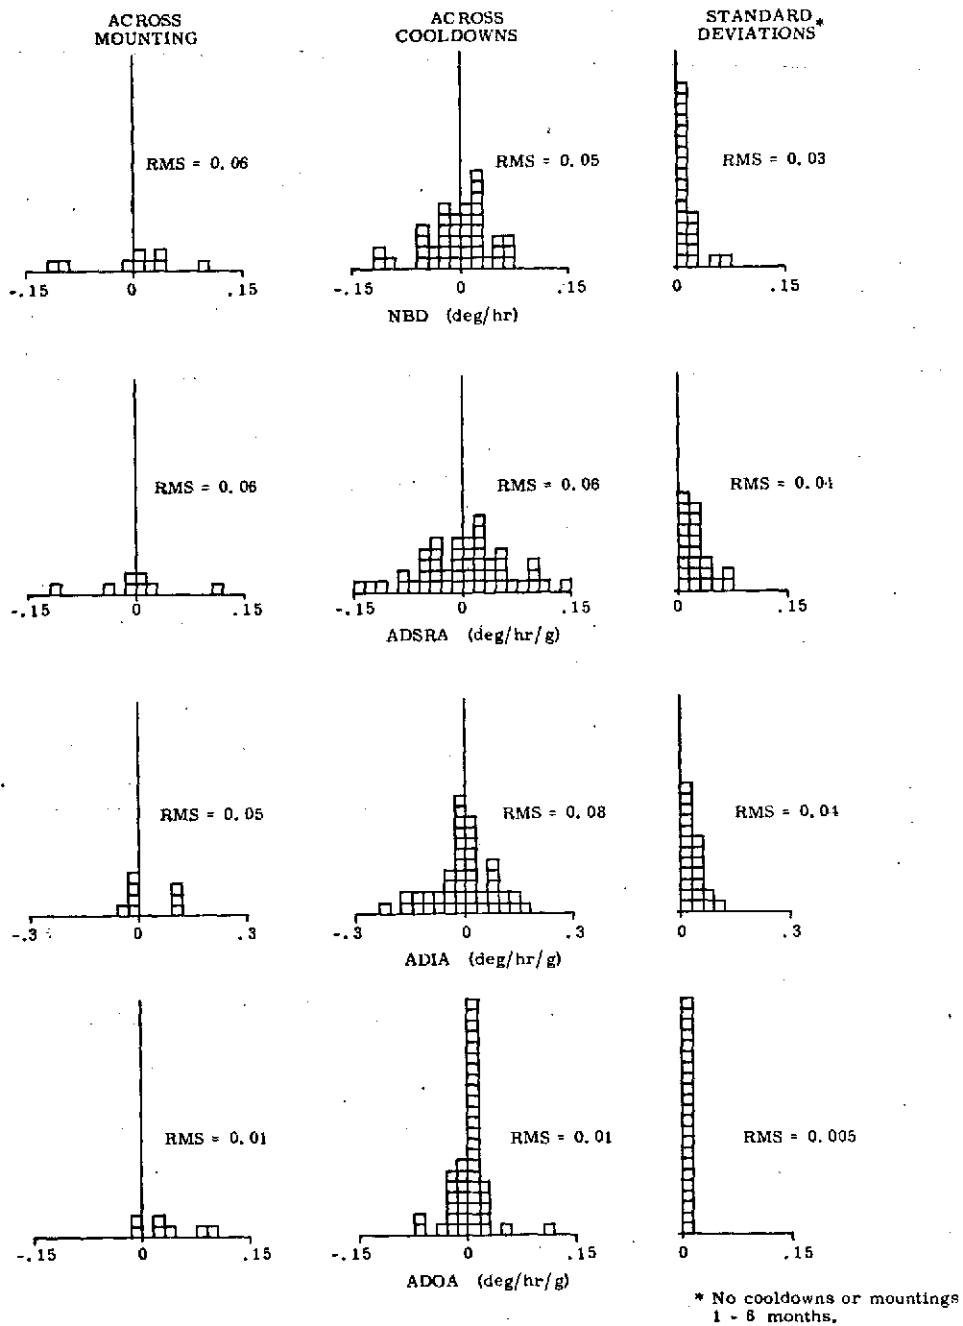 ACROSS MOUNTING
ACROSS COOLDOWNS
STANDARD DEVIATIONS*
RMS = 0.06
RMS = 0.05
RMS = 0.03
-.15 0 .15
-.15 0 .15
0 .15
NBD (deg/hr)
RMS = 0.06
RMS = 0.06
RMS = 0.04
-.15 0 .15
-.15 0 .15
0 .15
ADSRA (deg/hr/g)
RMS = 0.05
RMS = 0.08
RMS = 0.04
-.3 0 .3
-.3 0 .3
0 .3
ADIA (deg/hr/g)
RMS = 0.01
RMS = 0.01
RMS = 0.005
-.15 0 .15
-.15 0 .15
0 .15
ADOA (deg/hr/g)
* No cooldowns or mountings
1 - 6 months.